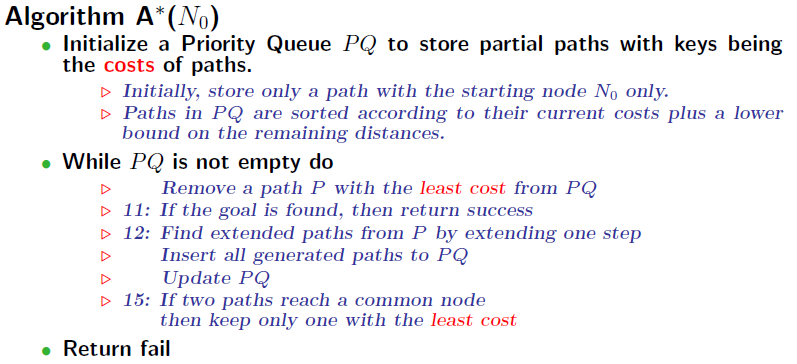 Algorithm A*(N₀)
• Initialize a Priority Queue PQ to store partial paths with keys being
the costs of paths.
▷ Initially, store only a path with the starting node N₀ only.
▷ Paths in PQ are sorted according to their current costs plus a lower
bound on the remaining distances.
• While PQ is not empty do
▷ Remove a path P with the least cost from PQ
▷ 11: If the goal is found, then return success
▷ 12: Find extended paths from P by extending one step
▷ Insert all generated paths to PQ
▷ Update PQ
▷ 15: If two paths reach a common node
then keep only one with the least cost
• Return fail